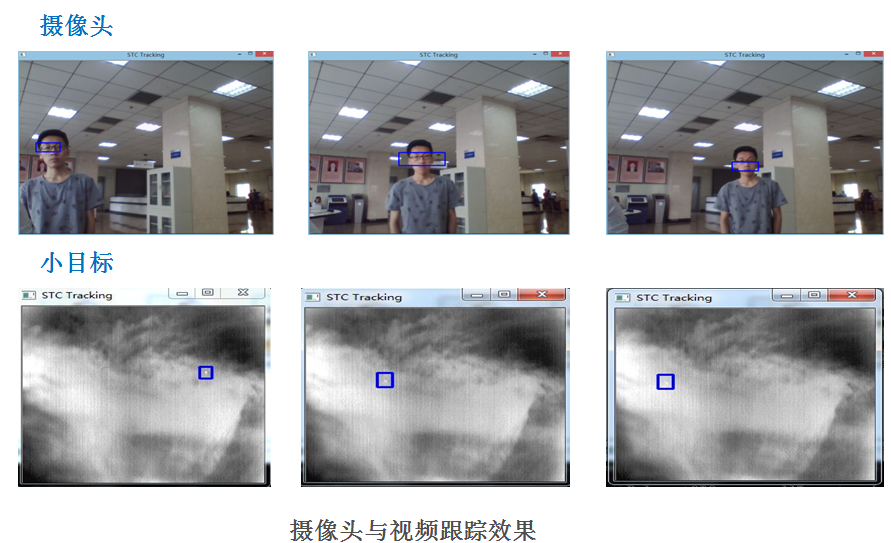 摄像头
STC Tracking
STC Tracking
STC Tracking
小目标
STC Tracking
STC Tracking
STC Tracking
摄像头与视频跟踪效果